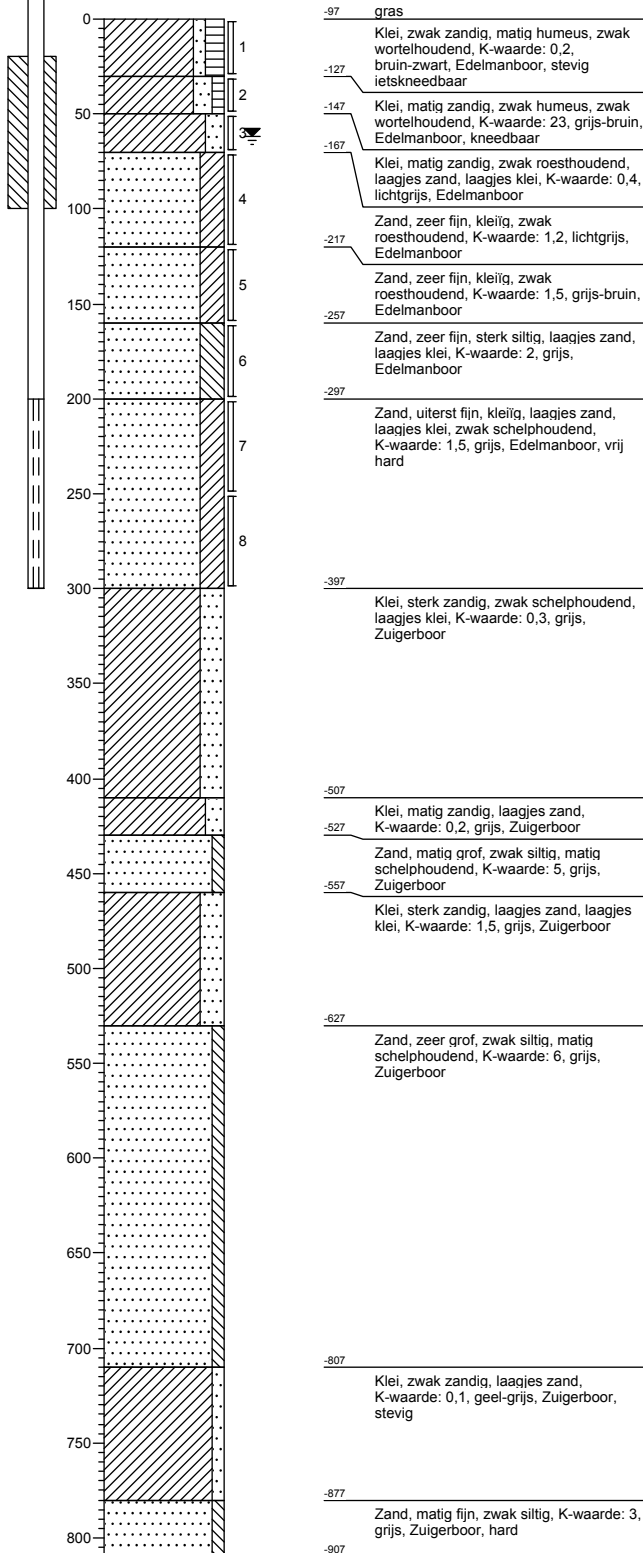 0
50
100
150
200
250
300
350
400
450
500
550
600
650
700
750
800
1
2
3
4
5
6
7
8
-97 gras
Klei, zwak zandig, matig humeus, zwak
wortelhoudend, K-waarde: 0,2,
bruin-zwart, Edelmanboor, stevig
ietskneedbaar
-127
Klei, matig zandig, zwak humeus, zwak
wortelhoudend, K-waarde: 23, grijs-bruin,
Edelmanboor, kneedbaar
-147
Klei, matig zandig, zwak roesthoudend,
laagjes zand, laagjes klei, K-waarde: 0,4,
lichtgrijs, Edelmanboor
-167
Zand, zeer fijn, kleiïg, zwak
roesthoudend, K-waarde: 1,2, lichtgrijs,
Edelmanboor
-217
Zand, zeer fijn, kleiïg, zwak
roesthoudend, K-waarde: 1,5, grijs-bruin,
Edelmanboor
-257
Zand, zeer fijn, sterk siltig, laagjes zand,
laagjes klei, K-waarde: 2, grijs,
Edelmanboor
-297
Zand, uiterst fijn, kleiïg, laagjes zand,
laagjes klei, zwak schelphoudend,
K-waarde: 1,5, grijs, Edelmanboor, vrij
hard
-397
Klei, sterk zandig, zwak schelphoudend,
laagjes klei, K-waarde: 0,3, grijs,
Zuigerboor
-507
Klei, matig zandig, laagjes zand,
K-waarde: 0,2, grijs, Zuigerboor
-527
Zand, matig grof, zwak siltig, matig
schelphoudend, K-waarde: 5, grijs,
Zuigerboor
-557
Klei, sterk zandig, laagjes zand, laagjes
klei, K-waarde: 1,5, grijs, Zuigerboor
-627
Zand, zeer grof, zwak siltig, matig
schelphoudend, K-waarde: 6, grijs,
Zuigerboor
-807
Klei, zwak zandig, laagjes zand,
K-waarde: 0,1, geel-grijs, Zuigerboor,
stevig
-877
Zand, matig fijn, zwak siltig, K-waarde: 3,
grijs, Zuigerboor, hard
-907